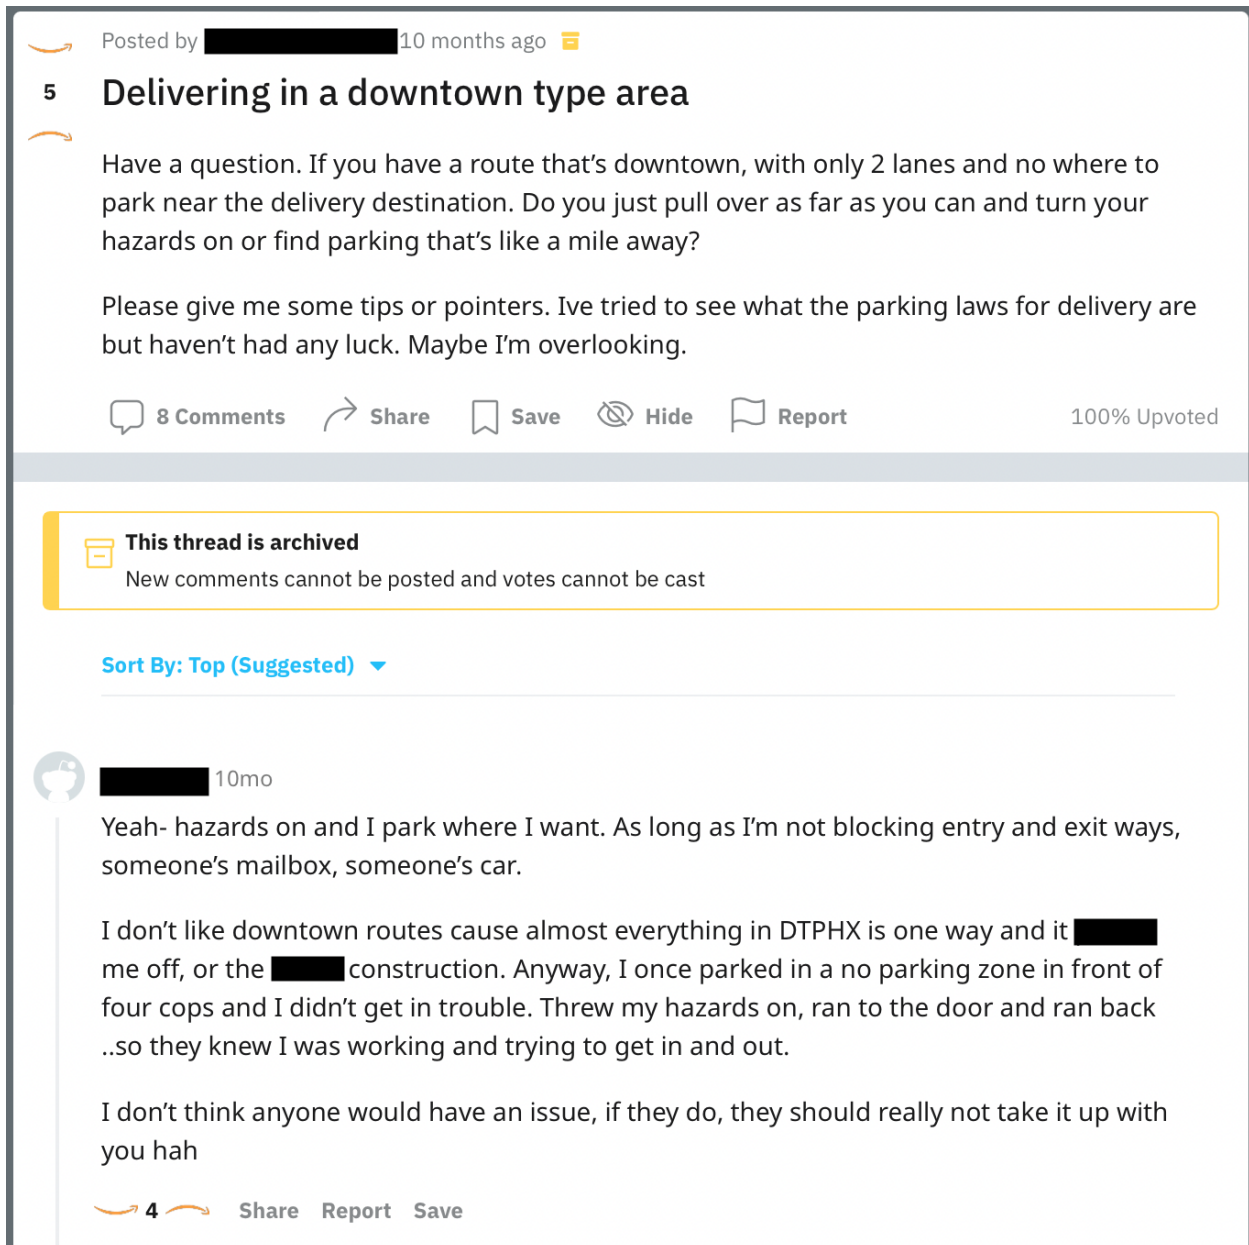 Posted by 10 months ago
5
Delivering in a downtown type area
Have a question. If you have a route that’s downtown, with only 2 lanes and no where to
park near the delivery destination. Do you just pull over as far as you can and turn your
hazards on or find parking that’s like a mile away?
Please give me some tips or pointers. Ive tried to see what the parking laws for delivery are
but haven’t had any luck. Maybe I’m overlooking.
8 Comments Share Save Hide Report 100% Upvoted
This thread is archived
New comments cannot be posted and votes cannot be cast
Sort By: Top (Suggested)
10mo
Yeah- hazards on and I park where I want. As long as I’m not blocking entry and exit ways,
someone’s mailbox, someone’s car.
I don’t like downtown routes cause almost everything in DTPHX is one way and it
me off, or the construction. Anyway, I once parked in a no parking zone in front of
four cops and I didn’t get in trouble. Threw my hazards on, ran to the door and ran back
..so they knew I was working and trying to get in and out.
I don’t think anyone would have an issue, if they do, they should really not take it up with
you hah
4 Share Report Save